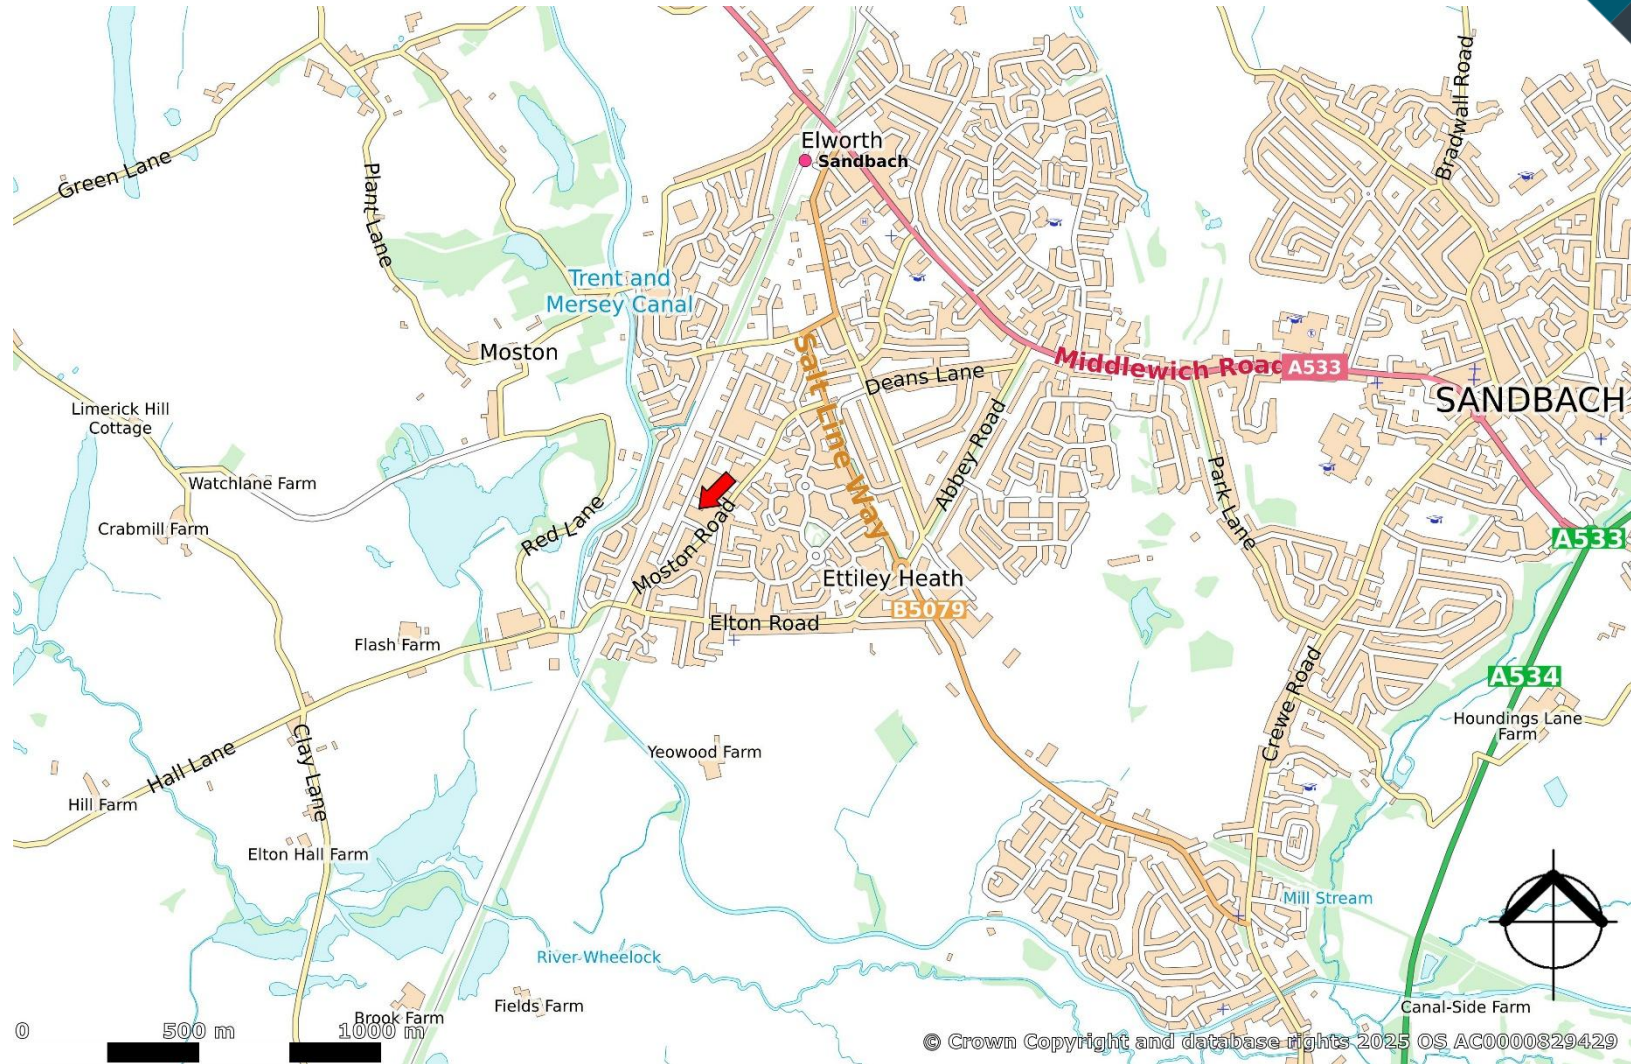 Bradwall Road
Elworth
Sandbach
Green Lane
Plant Lane
Trent and
Mersey Canal
Moston
Salt Line Way
Deans Lane
Middlewich Road
A533
SANDBACH
Limerick Hill
Cottage
Abbey Road
Watchlane Farm
Park Lane
Crabmill Farm
Red Lane
Moston Road
A533
Ettiley Heath
B5079
Elton Road
Flash Farm
A534
Crewe Road
Houndings Lane
Farm
Hall Lane
Clay Lane
Yeowood Farm
Hill Farm
Elton Hall Farm
Mill Stream
River Wheelock
Fields Farm
Brook Farm
Canal-Side Farm
0 500 m 1000 m
© Crown Copyright and database rights 2025 OS AC0000829429